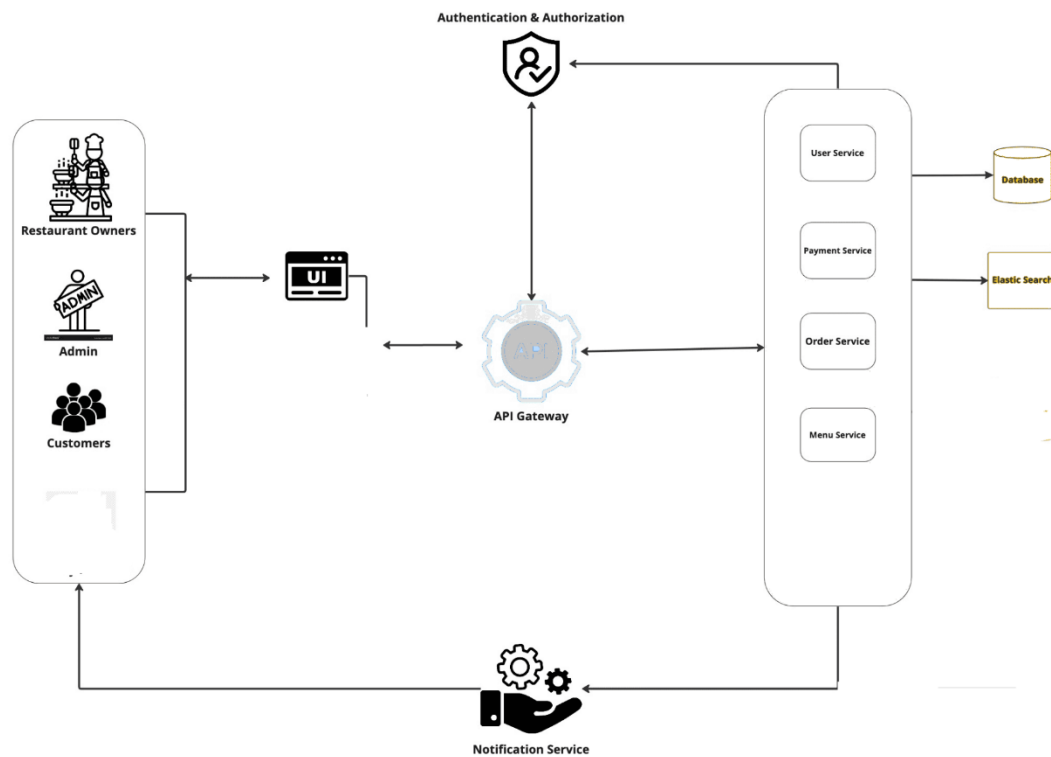 Authentication & Authorization
User Service
Database
Restaurant Owners
Payment Service
UI
Elastic Search
ADMIN
Order Service
Admin
API
API Gateway
Customers
Menu Service
Notification Service